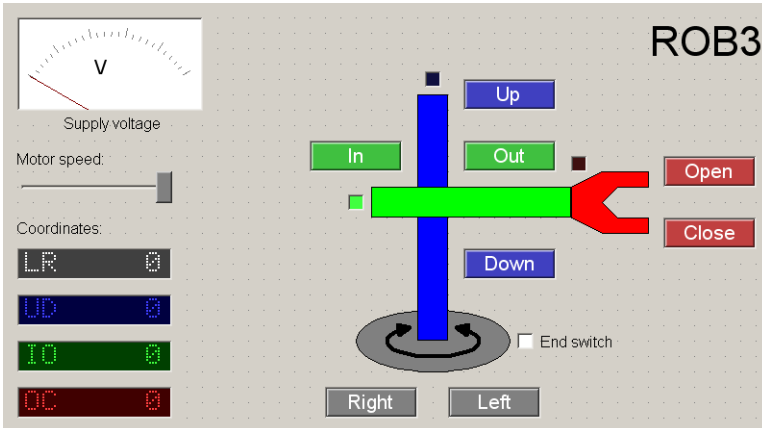 ROB3
V
Supply voltage
Up
In
Out
Motor speed:
Open
Coordinates:
Close
LR 0
Down
UD 0
End switch
IO 0
OC 0
Right
Left